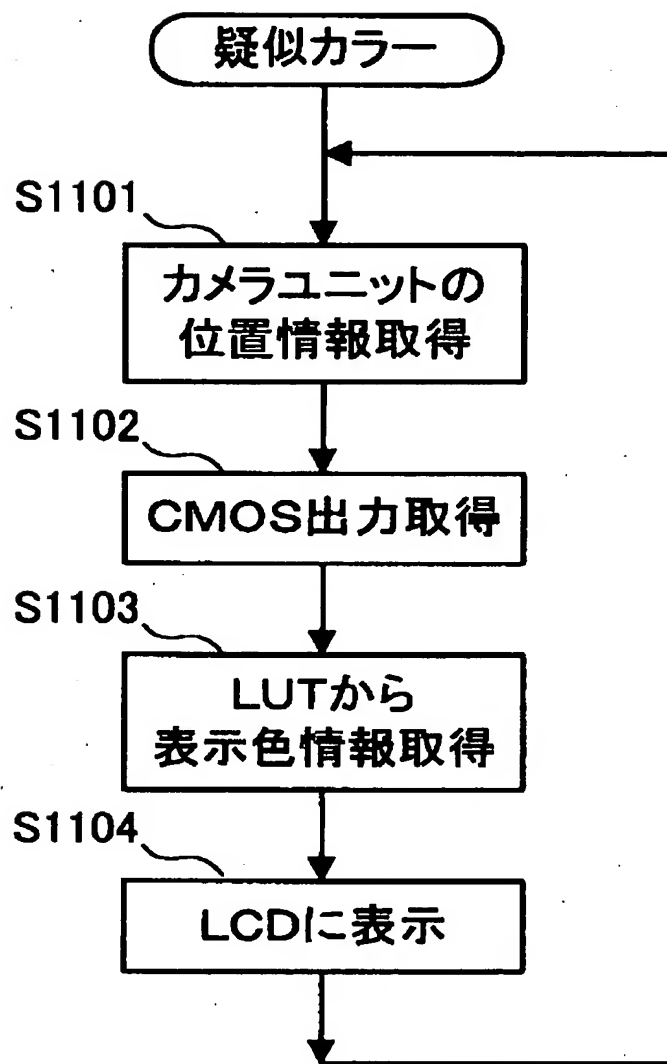 疑似カラー
S1101
カメラユニットの
位置情報取得
S1102
CMOS出力取得
S1103
LUTから
表示色情報取得
S1104
LCDに表示